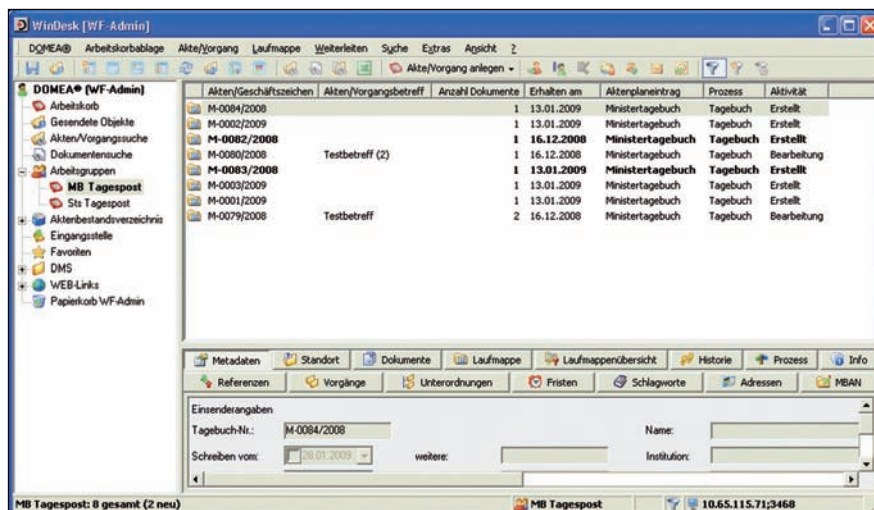 WinDesk [WF-Admin]
DOMEA® Arbeitskorbablage Akte/Vorgang Laufmappe Weiterleiten Suche Extras Ansicht ?
Akte/Vorgang anlegen
DOMEA® (WF-Admin)
Arbeitskorb
Gesendete Objekte
Akten/Vorgangssuche
Dokumentensuche
Arbeitsgruppen
MB Tagespost
Sts Tagespost
Aktenbestandsverzeichnis
Eingangsstelle
Favoriten
DMS
WEB-Links
Papierkorb WF-Admin
Akten/Geschäftszeichen Akten/Vorgangsbetreff Anzahl Dokumente Erhalten am Aktenplaneintrag Prozess Aktivität
M-0084/2008 1 13.01.2009 Ministertagebuch Tagebuch Erstellt
M-0002/2009 1 13.01.2009 Ministertagebuch Tagebuch Erstellt
M-0082/2008 1 16.12.2008 Ministertagebuch Tagebuch Erstellt
M-0080/2008 Testbetreff (2) 1 16.12.2008 Ministertagebuch Tagebuch Bearbeitung
M-0083/2008 1 13.01.2009 Ministertagebuch Tagebuch Erstellt
M-0003/2009 1 13.01.2009 Ministertagebuch Tagebuch Erstellt
M-0001/2009 1 13.01.2009 Ministertagebuch Tagebuch Erstellt
M-0079/2008 Testbetreff 2 16.12.2008 Ministertagebuch Tagebuch Bearbeitung
Metadaten Standort Dokumente Laufmappe Laufmappenübersicht Historie Prozess Info
Referenzen Vorgänge Unterordnungen Fristen Schlagworte Adressen MBAN
Einsenderangaben
Tagebuch-Nr.: M-0084/2008 Name:
Schreiben vom: 28.01.2009 weitere: Institution:
MB Tagespost: 8 gesamt (2 neu) MB Tagespost 10.65.115.71;3468